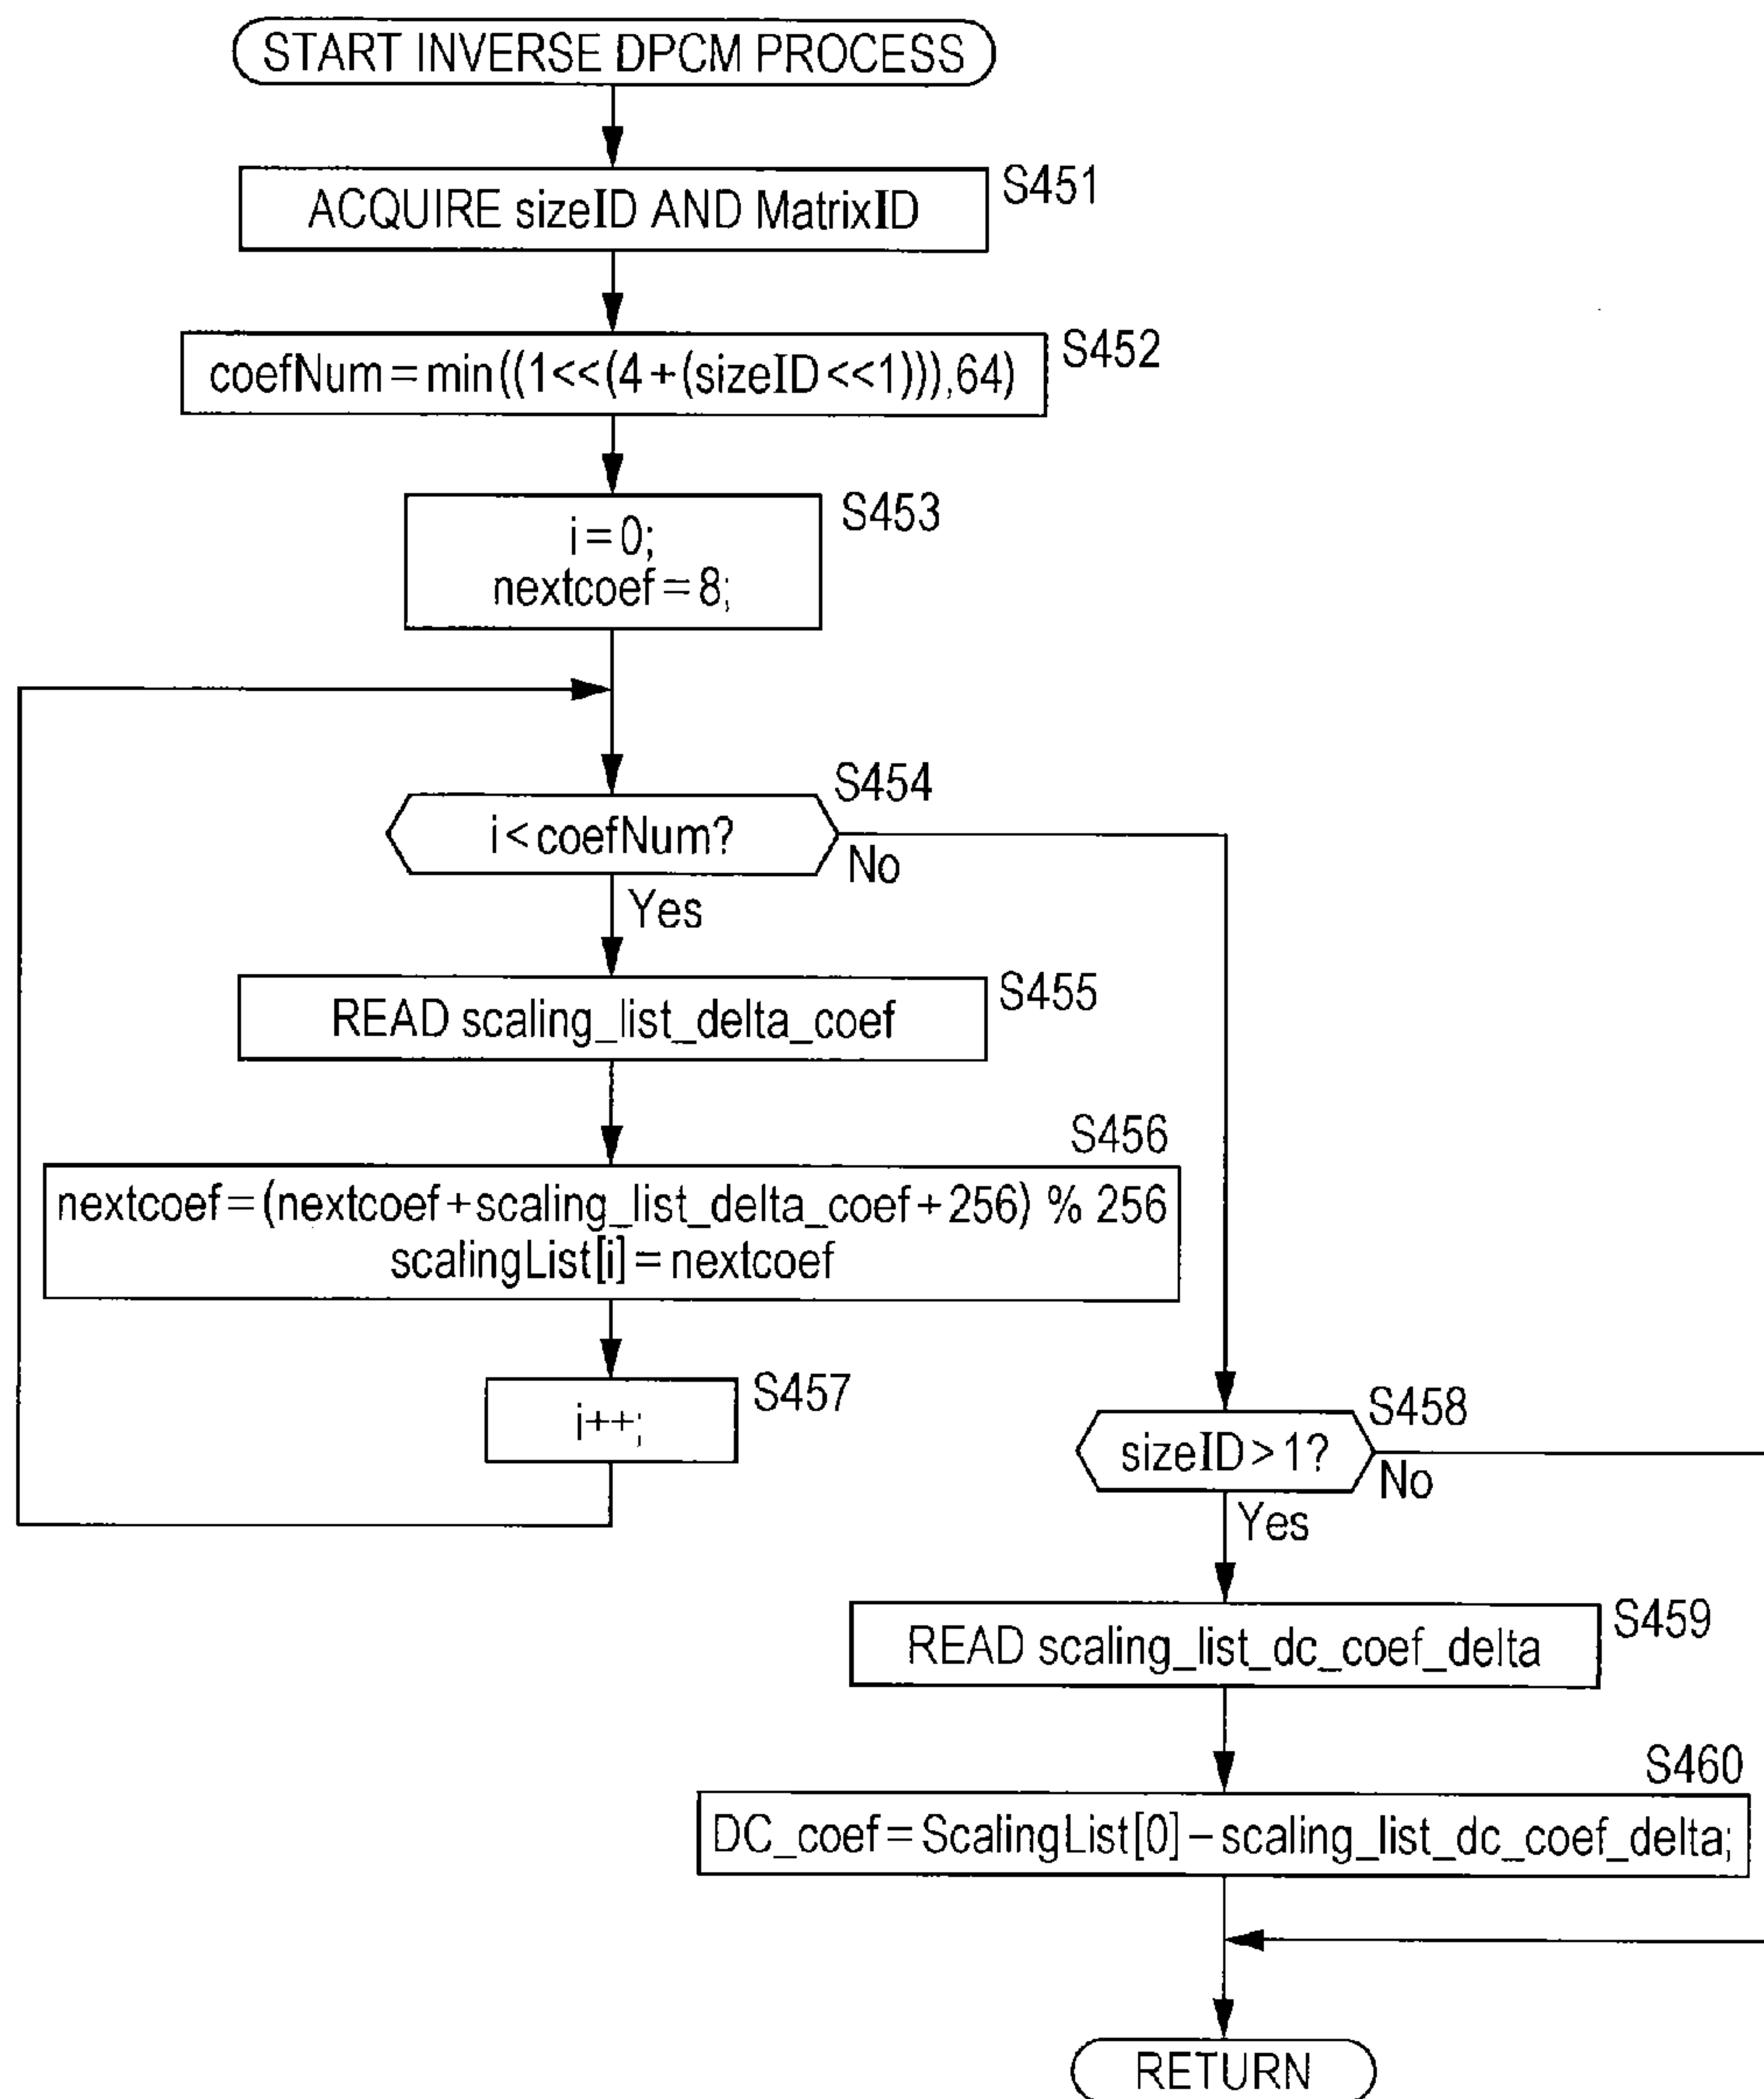 START INVERSE DPCM PROCESS
S451
ACQUIRE sizeID AND MatrixID
S452
coefNum=min((1<<(4+(sizeID<<1))),64)
S453
i=0;
nextcoef=8;
S454
i<coefNum?
No
Yes
S455
READ scaling_list_delta_coef
S456
nextcoef=(nextcoef+scaling_list_delta_coef+256) % 256
scalingList[i]=nextcoef
S457
i++;
S458
sizeID>1?
No
Yes
S459
READ scaling_list_dc_coef_delta
S460
DC_coef=ScalingList[0]-scaling_list_dc_coef_delta;
RETURN